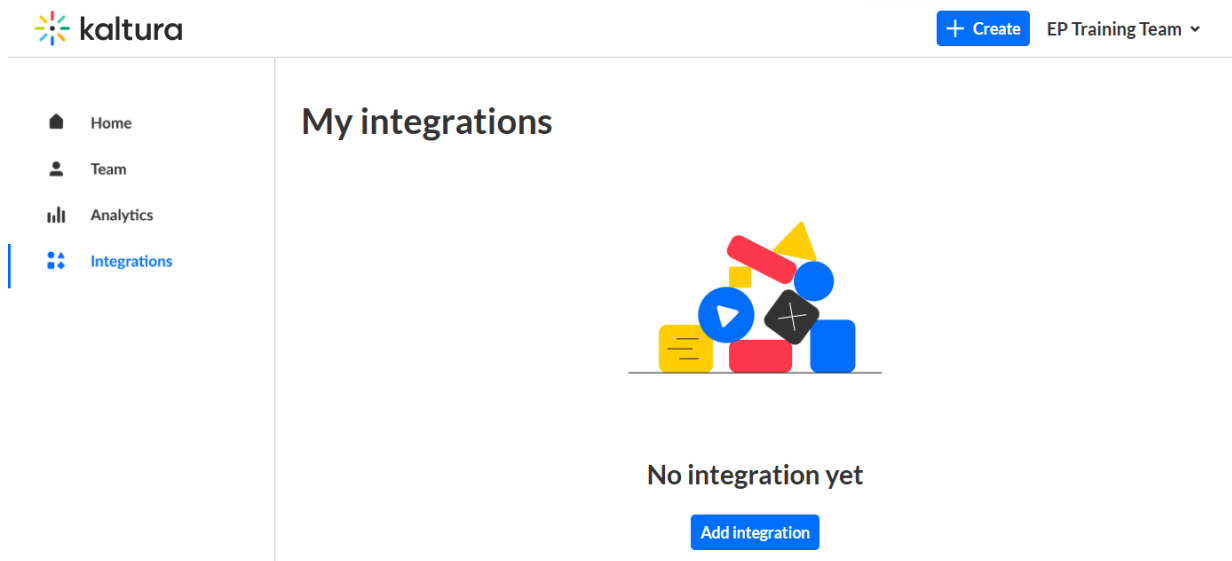 kaltura
Create
EP Training Team
Home
Team
Analytics
Integrations
My integrations
No integration yet
Add integration